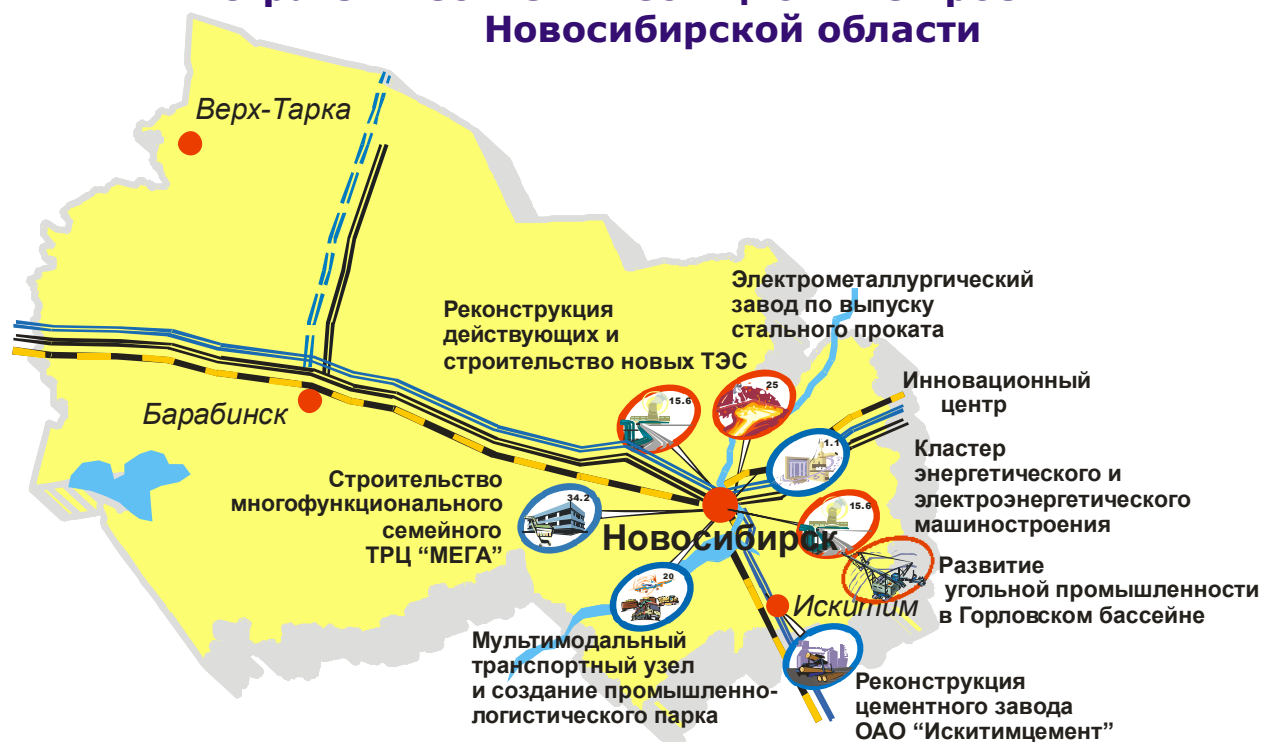 Новосибирской области
Верх-Тарка
Электрометаллургический
завод по выпуску
стального проката
Реконструкция
действующих и
строительство новых ТЭС
25
15.6
Инновационный
центр
Барабинск
1.1
Кластер
энергетического и
электроэнергетического
машиностроения
Строительство
многофункционального
семейного
ТРЦ “МЕГА”
34.2
15.6
Новосибирск
Развитие
угольной промышленности
в Горловском бассейне
20
Искитим
Мультимодальный
транспортный узел
и создание промышленно-
логистического парка
Реконструкция
цементного завода
ОАО “Искитимцемент”